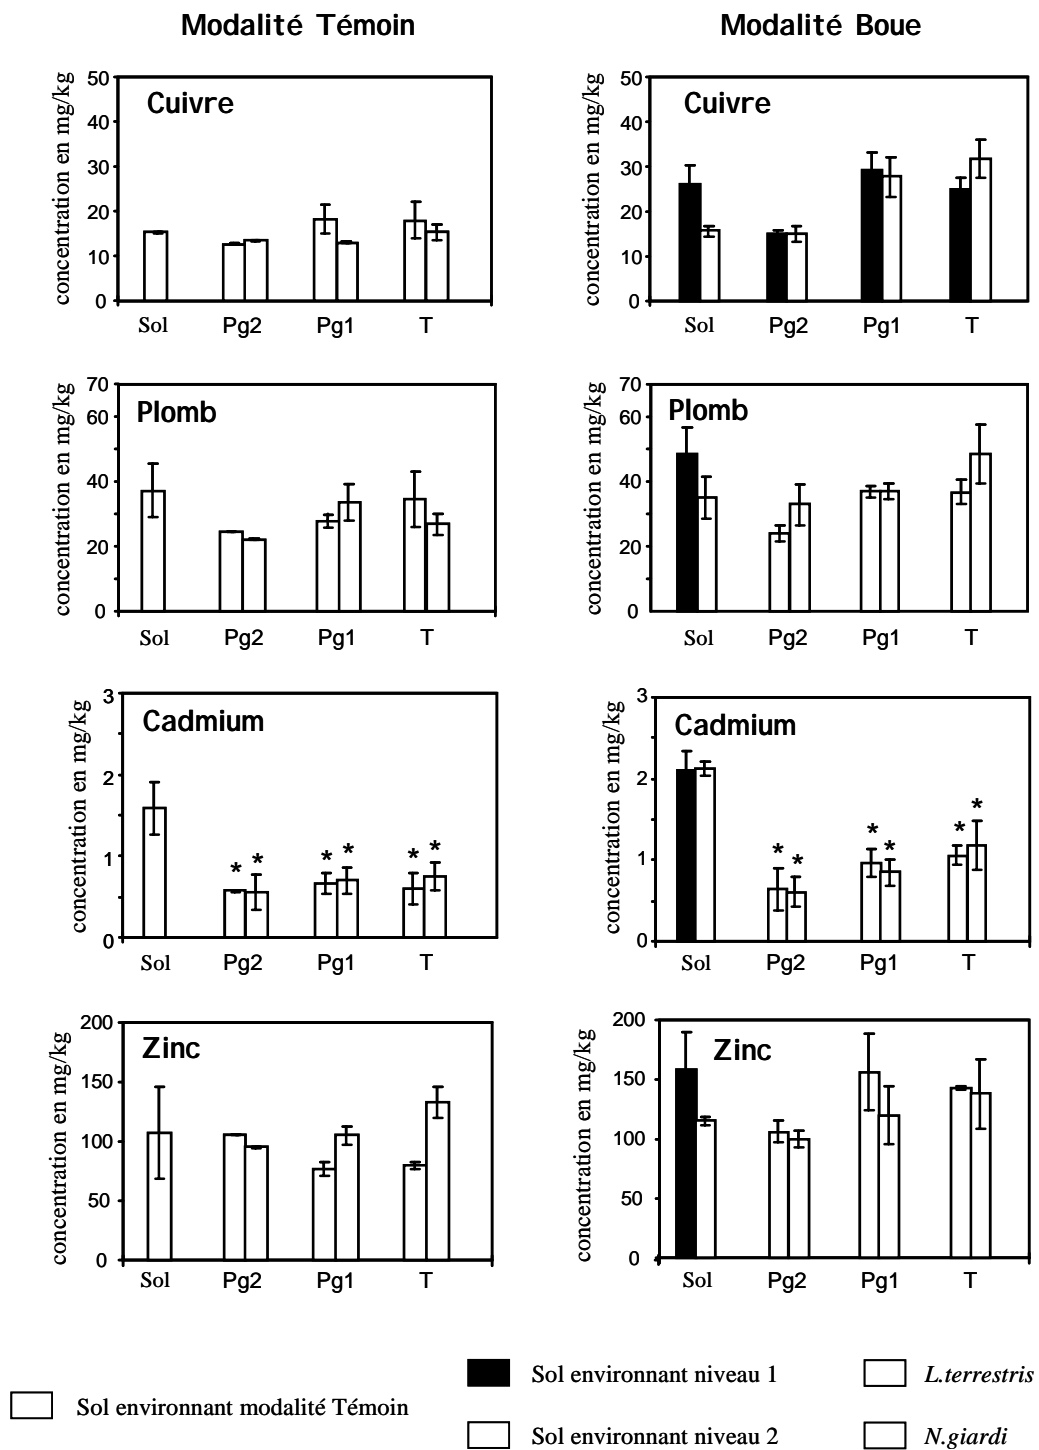 Modalité Témoin
Modalité Boue
concentration en mg/kg
50
40
30
20
10
0
Cuivre
Sol Pg2 Pg1 T
concentration en mg/kg
50
40
30
20
10
0
Cuivre
Sol Pg2 Pg1 T
concentration en mg/kg
70
60
40
20
0
Plomb
Sol Pg2 Pg1 T
concentration en mg/kg
70
60
40
20
0
Plomb
Sol Pg2 Pg1 T
concentration en mg/kg
3
2
1
0
Cadmium
* * * * * *
Sol Pg2 Pg1 T
concentration en mg/kg
3
2
1
0
Cadmium
* * * * * *
Sol Pg2 Pg1 T
concentration en mg/kg
200
150
100
50
0
Zinc
Sol Pg2 Pg1 T
concentration en mg/kg
200
150
100
50
0
Zinc
Sol Pg2 Pg1 T
Sol environnant modalité Témoin
Sol environnant niveau 1
Sol environnant niveau 2
L.terrestris
N.giardi